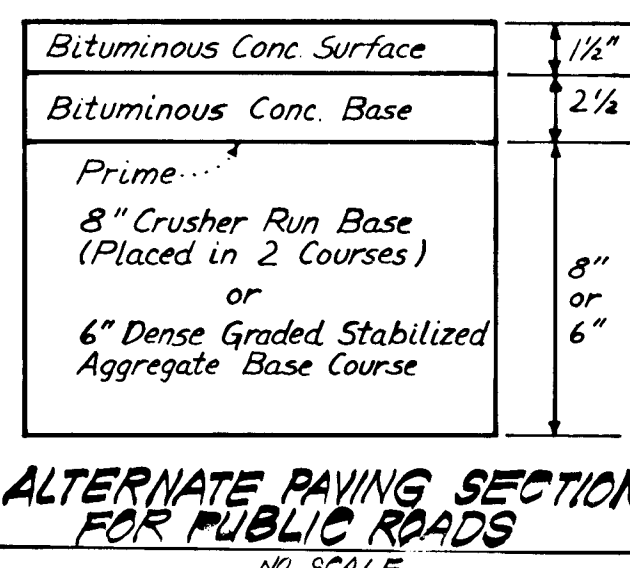 Bituminous Conc. Surface
1½"
Bituminous Conc. Base
2½
Prime.....
8" Crusher Run Base
(Placed in 2 Courses)
or
6" Dense Graded Stabilized
Aggregate Base Course
8"
or
6"
ALTERNATE PAVING SECTION
FOR PUBLIC ROADS
NO SCALE